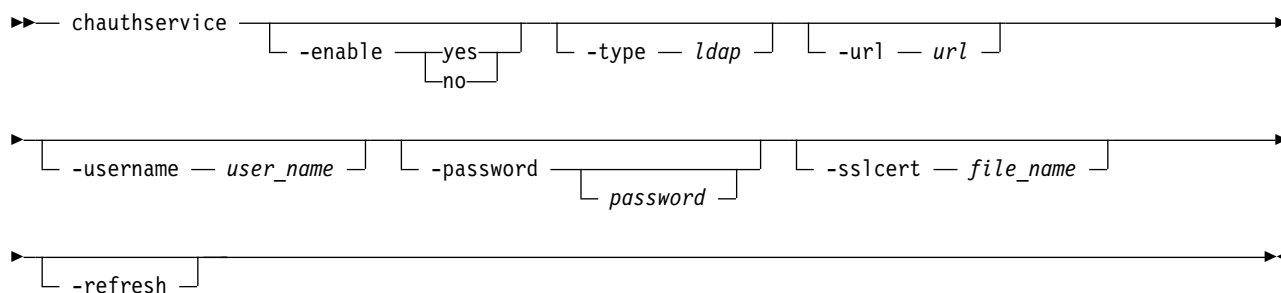 chauthservice -enable yes -type ldap -url url
no
-username user_name -password -sslcert file_name
password
-refresh